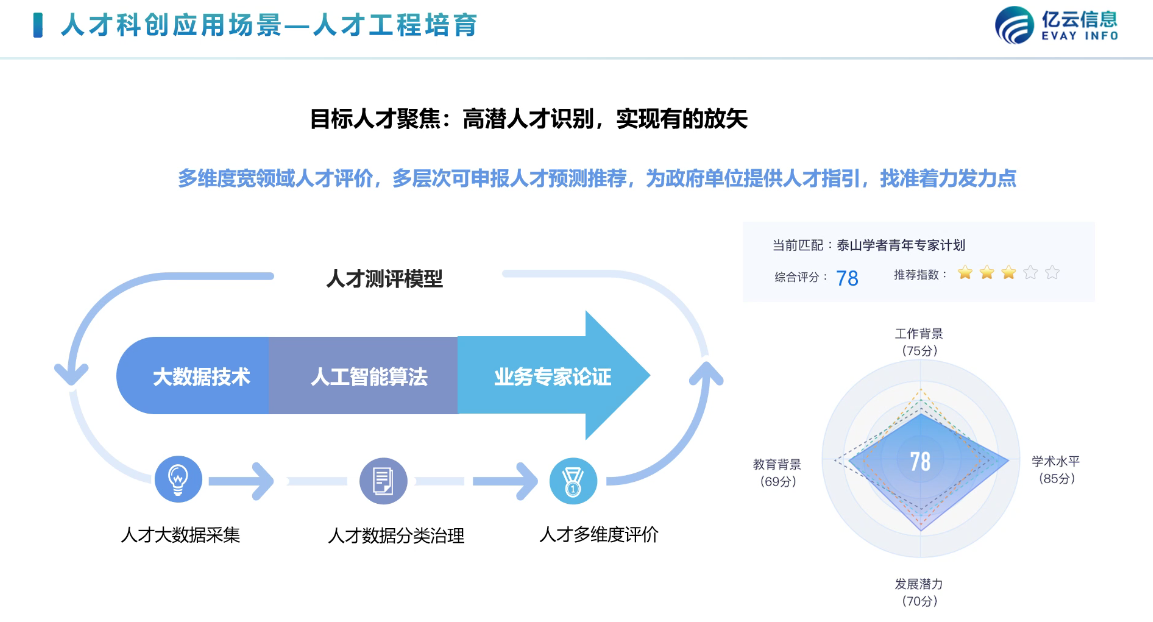 人才科创应用场景—人才工程培育
亿云信息
EVAY INFO
目标人才聚焦：高潜人才识别，实现有的放矢
多维度宽领域人才评价，多层次可申报人才预测推荐，为政府单位提供人才指引，找准着力发力点
人才测评模型
大数据技术
人工智能算法
业务专家论证
1
人才大数据采集
人才数据分类治理
人才多维度评价
当前匹配：泰山学者青年专家计划
综合评分： 78
推荐指数：
工作背景
(75分)
教育背景
(69分)
78
学术水平
(85分)
发展潜力
(70分)